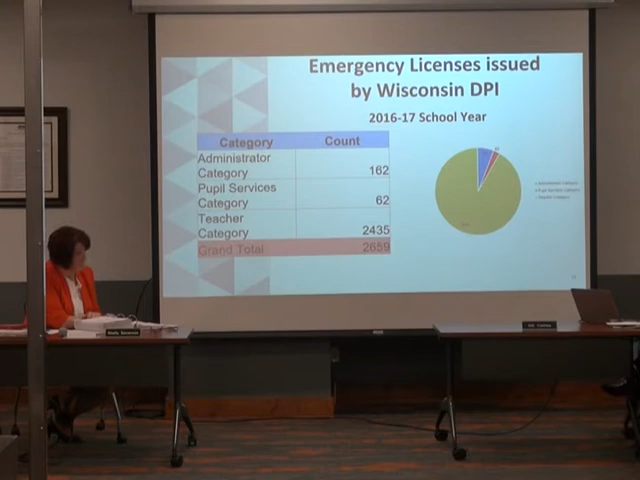 Emergency Licenses issued
by Wisconsin DPI
2016-17 School Year
Category Count
Administrator
Category 162
Pupil Services
Category 62
Teacher
Category 2435
Grand Total 2659